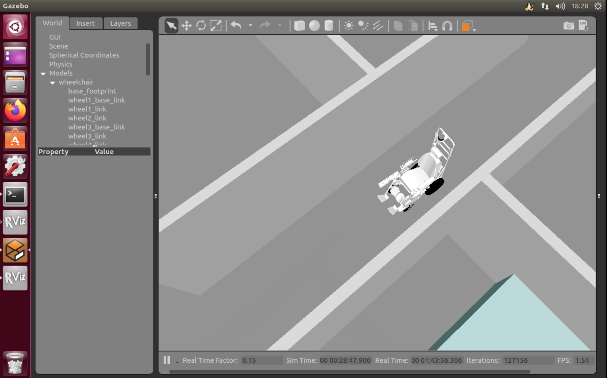 Gazebo
18:28
World Insert Layers
GUI
Scene
Spherical Coordinates
Physics
Models
wheelchair
base_footprint
wheel1_base_link
wheel1_link
wheel2_link
wheel3_base_link
wheel3_link
Property Value
RViz
RViz
Real Time Factor: 0.15 Sim Time: 00 00:28:47.900 Real Time: 00 01:43:36.306 Iterations: 127156 FPS: 1.54